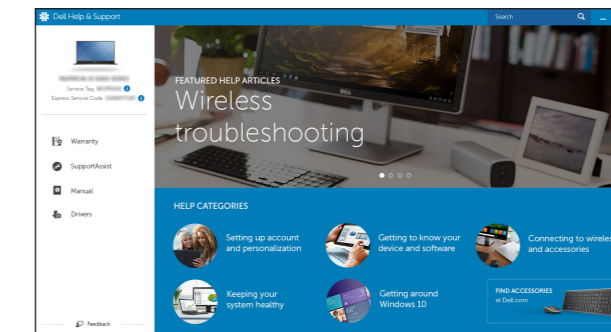 Dell Help & Support
Search
Service Tag
Express Service Code
Warranty
SupportAssist
Manual
Drivers
Feedback
FEATURED HELP ARTICLES
Wireless
troubleshooting
HELP CATEGORIES
Setting up account
and personalization
Getting to know your
device and software
Connecting to
and accessories
Keeping your
system healthy
Getting around
Windows 10
FIND ACCESSORIES
at Dell.com